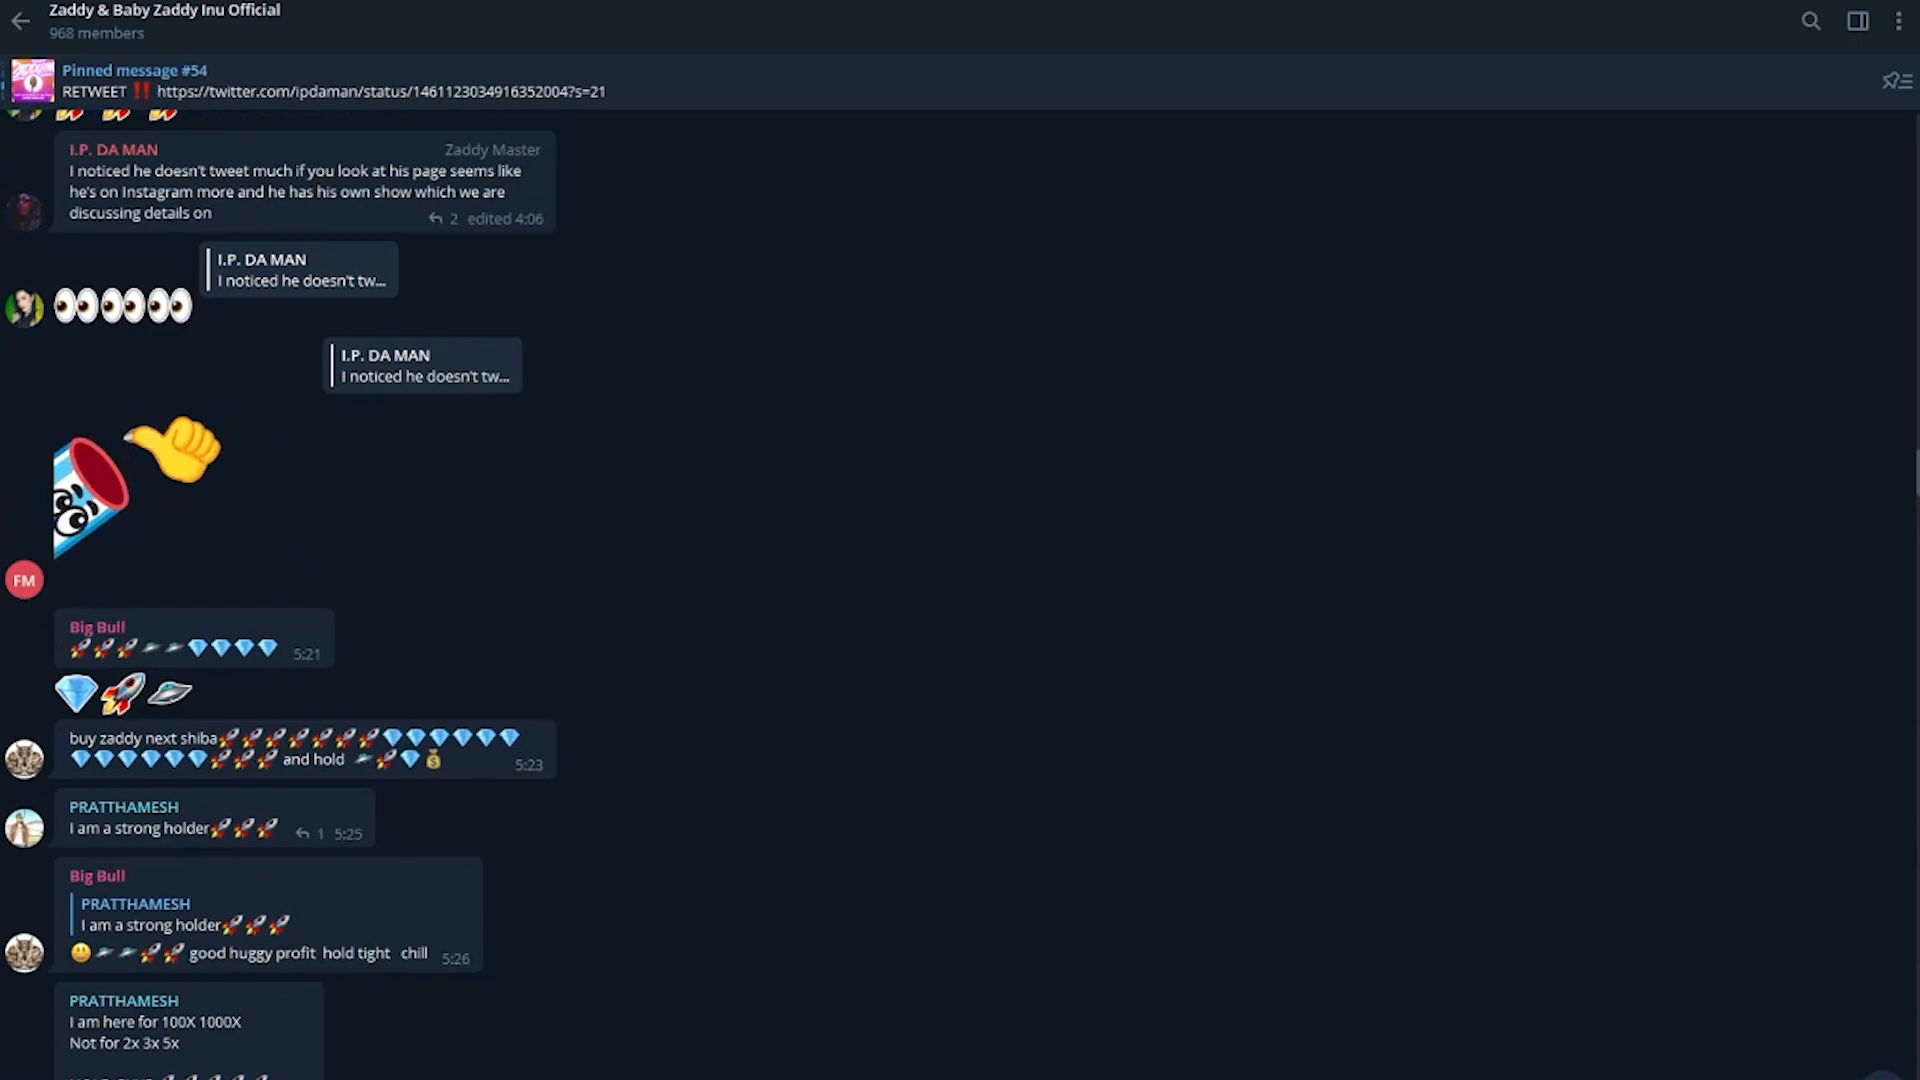 Zaddy & Baby Zaddy Inu Official
968 members
Pinned message #54
RETWEET ‼️ https://twitter.com/ipdaman/status/1461123034916352004?s=21
I.P. DA MAN Zaddy Master
I noticed he doesn't tweet much if you look at his page seems like
he's on Instagram more and he has his own show which we are
discussing details on
2 edited 4:06
I.P. DA MAN
I noticed he doesn't tw...
I.P. DA MAN
I noticed he doesn't tw...
FM
Big Bull
🚀🚀🚀🛸🛸💎💎💎💎 5:21
💎🚀🛸
buy zaddy next shiba🚀🚀🚀🚀🚀🚀🚀💎💎💎💎💎💎
💎💎💎💎💎💎🚀🚀🚀 and hold 🛸🚀💎💰 5:23
PRATTHAMESH
I am a strong holder🚀🚀🚀 1 5:25
Big Bull
PRATTHAMESH
I am a strong holder🚀🚀🚀
😃🛸🛸🚀🚀 good huggy profit hold tight chill 5:26
PRATTHAMESH
I am here for 100X 1000X
Not for 2x 3x 5x